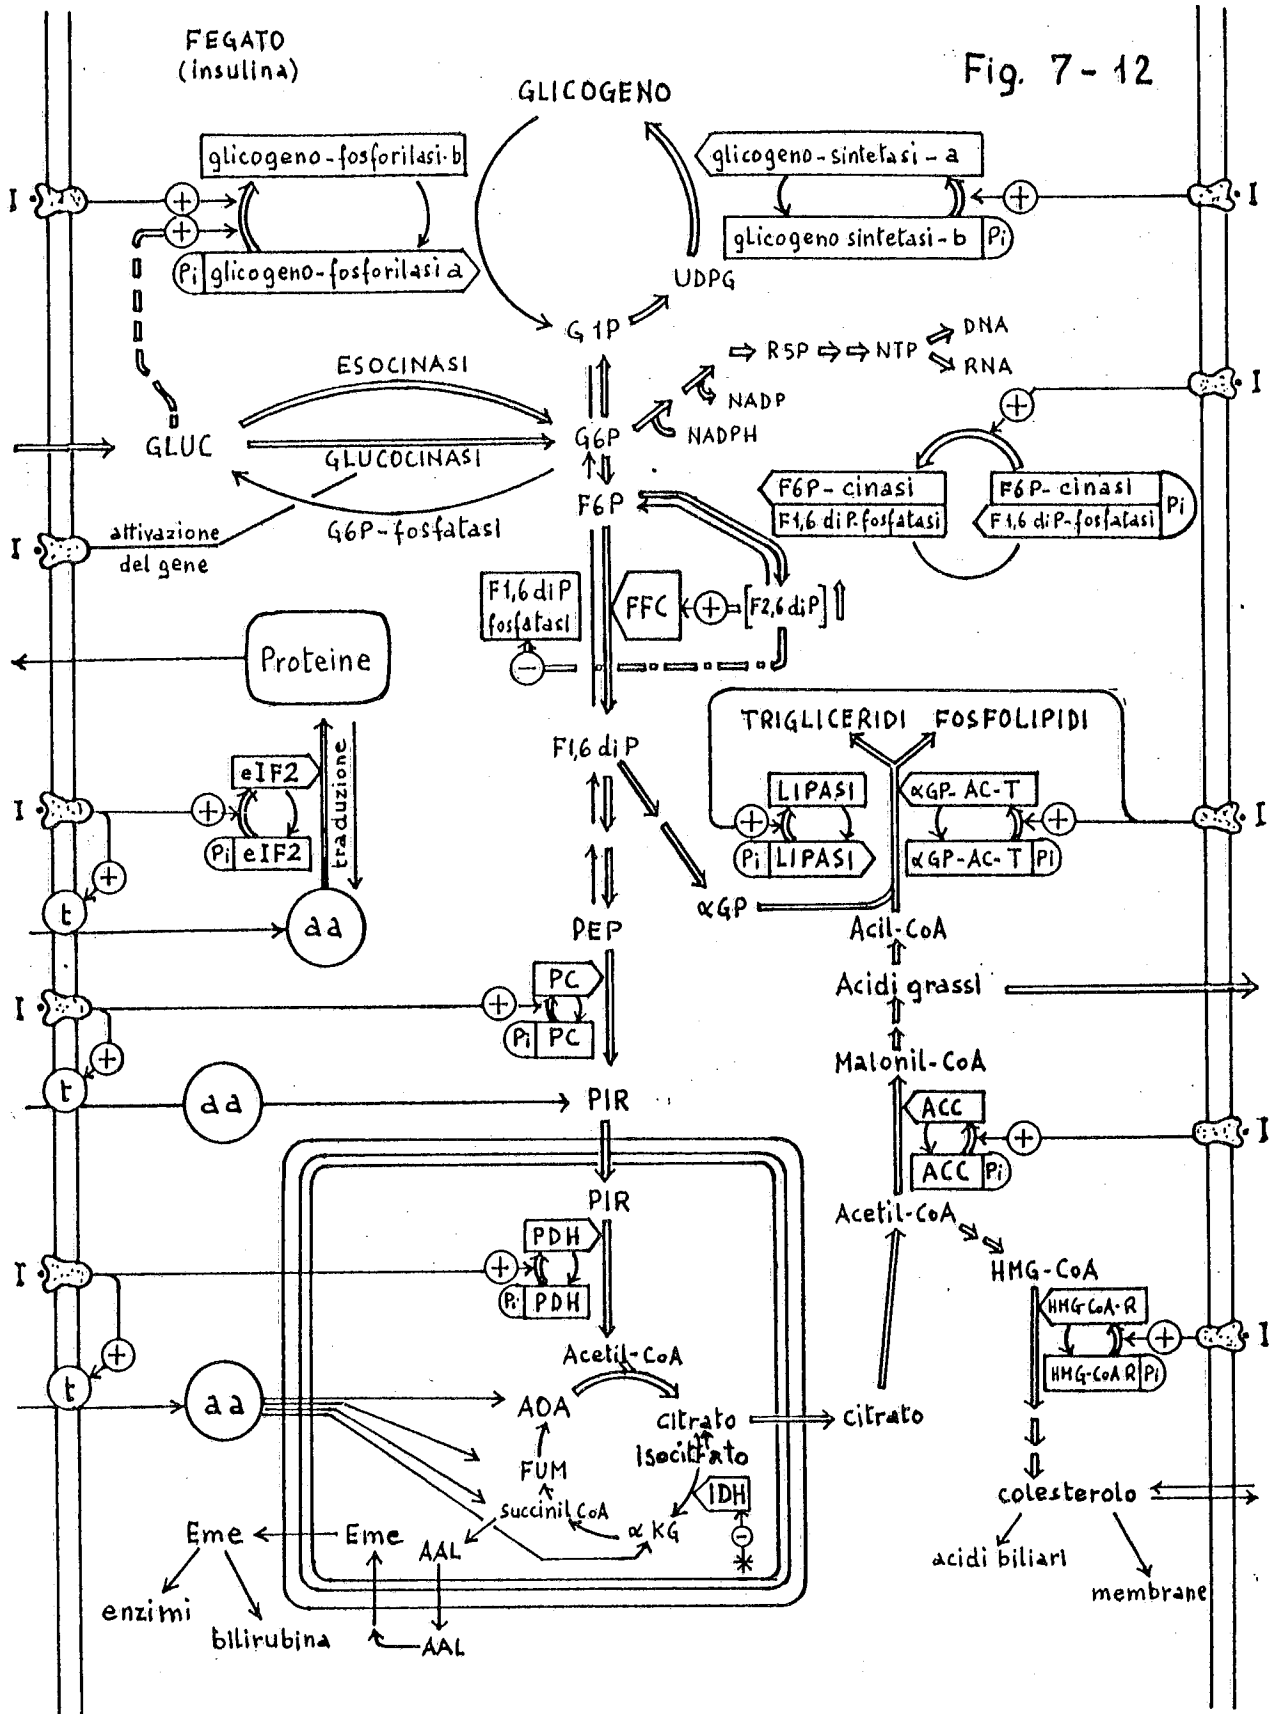 FEGATO
(insulina)
Fig. 7-12
GLICOGENO
glicogeno-fosforilasi-b
glicogeno-sintetasi-a
I
+
+
I
+
glicogeno sintetasi-b Pi
Pi glicogeno-fosforilasi a
UDPG
G1P
R5P
NTP
DNA
RNA
ESOCINASI
NADP
I
+
GLUC
G6P
NADPH
GLUCOCINASI
F6P-cinasi
F1,6 diP.fosfatasi
F6P-cinasi
F1,6 diP-fosfatasi
Pi
F6P
G6P-fosfatasi
I
attivazione
del gene
F1,6 diP
fosfatasi
FFC
+
[F2,6 diP]
-
Proteine
TRIGLICERIDI
FOSFOLIPIDI
F1,6 diP
traduzione
eIF2
LIPASI
αGP-AC-T
I
+
+
+
I
Pi eIF2
Pi LIPASI
αGP-AC-T Pi
+
t
aa
αGP
PEP
Acil-CoA
PC
Acidi grassi
I
+
Pi PC
+
Malonil-CoA
t
aa
PIR
ACC
+
I
ACC Pi
PIR
Acetil-CoA
PDH
HMG-CoA
I
+
Pi PDH
HMG CoA-R
+
I
HMG-CoAR Pi
+
Acetil-CoA
t
aa
AOA
citrato
citrato
Isocitrato
FUM
IDH
colesterolo
succinil CoA
αKG
-
Eme
Eme
AAL
acidi biliari
membrane
enzimi
bilirubina
AAL